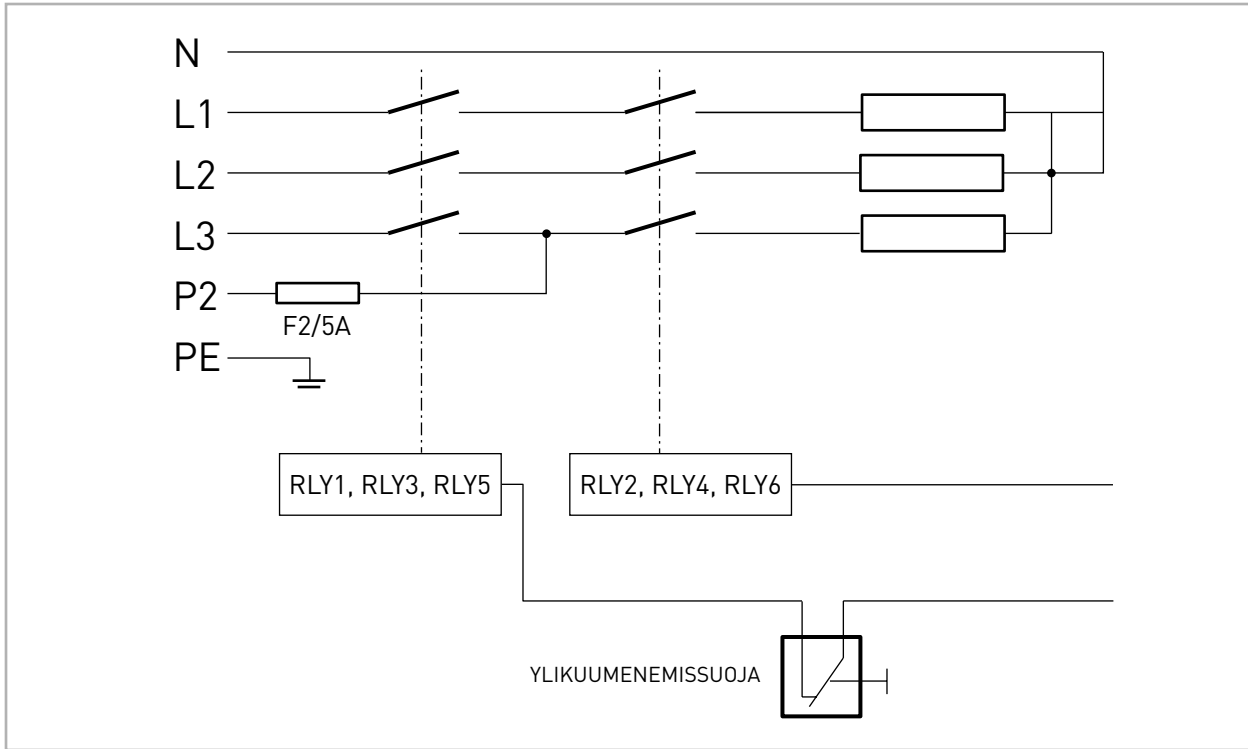 N
L1
L2
L3
P2
F2/5A
PE
RLY1, RLY3, RLY5
RLY2, RLY4, RLY6
YLIKUUMENEMISSUOJA